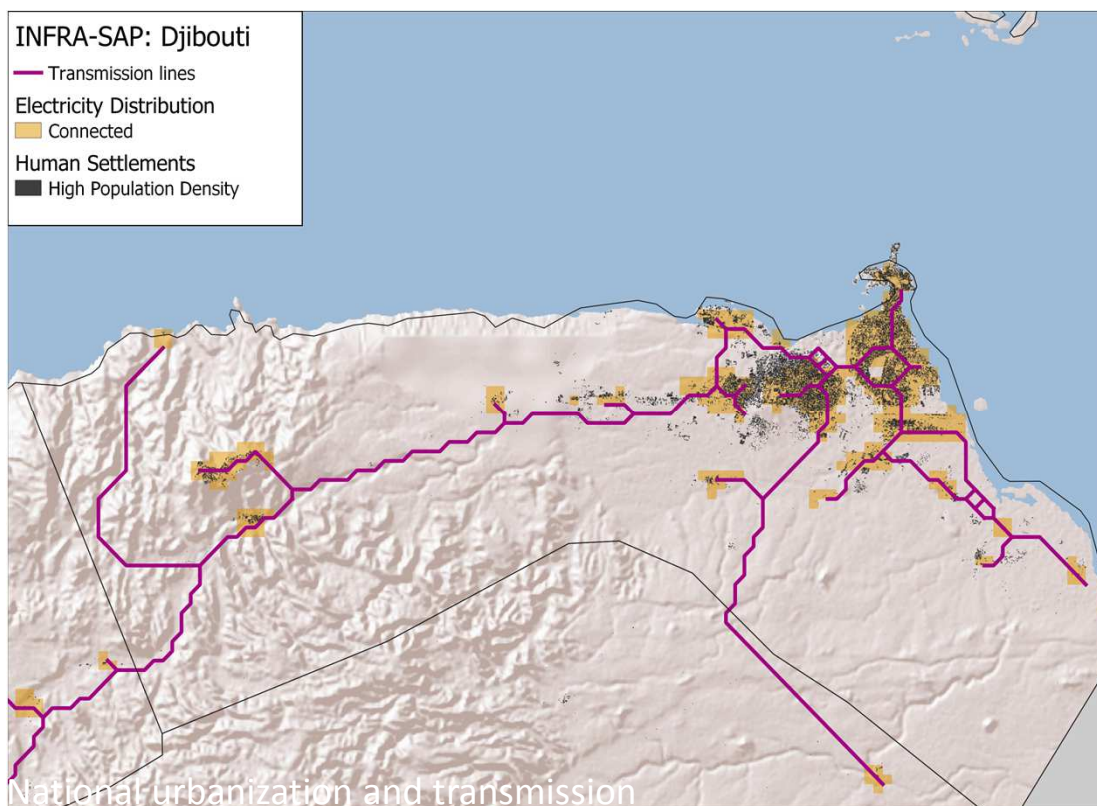 INFRA-SAP: Djibouti
Transmission lines
Electricity Distribution
Connected
Human Settlements
High Population Density
National urbanization and transmission